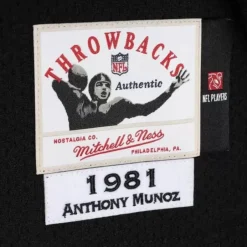 THROWBACKS
NFL
Authentic
NOSTALGIA CO.
Mitchell & Ness
PHILADELPHIA, PA.
NFL PLAYERS
1981
ANTHONY MUNOZ